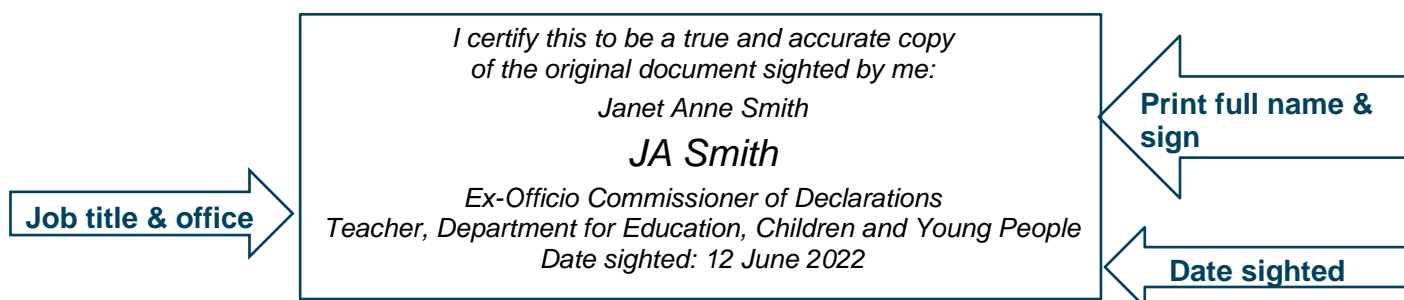 I certify this to be a true and accurate copy
of the original document sighted by me:
Janet Anne Smith
JA Smith
Ex-Officio Commissioner of Declarations
Teacher, Department for Education, Children and Young People
Date sighted: 12 June 2022
Job title & office
Print full name &
sign
Date sighted